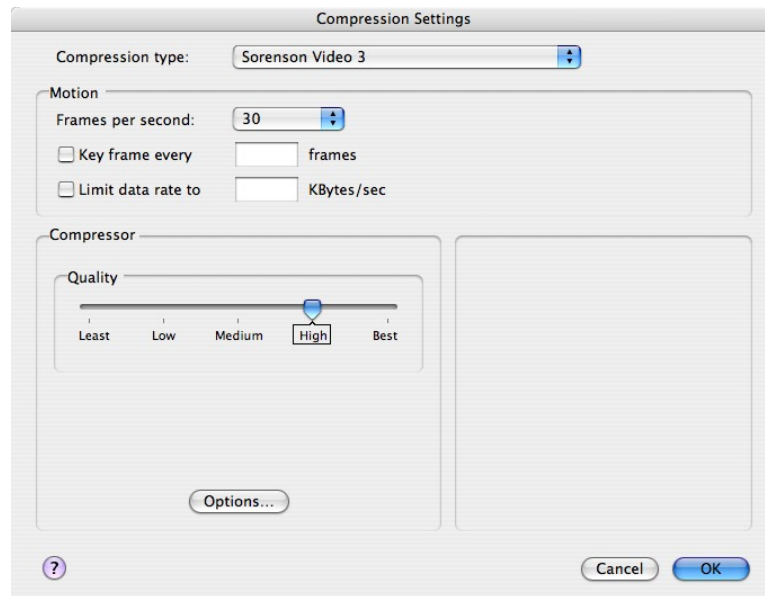 Compression Settings
Compression type: Sorenson Video 3
Motion
Frames per second: 30
Key frame every frames
Limit data rate to KBytes/sec
Compressor
Quality
Least Low Medium High Best
Options...
? Cancel OK